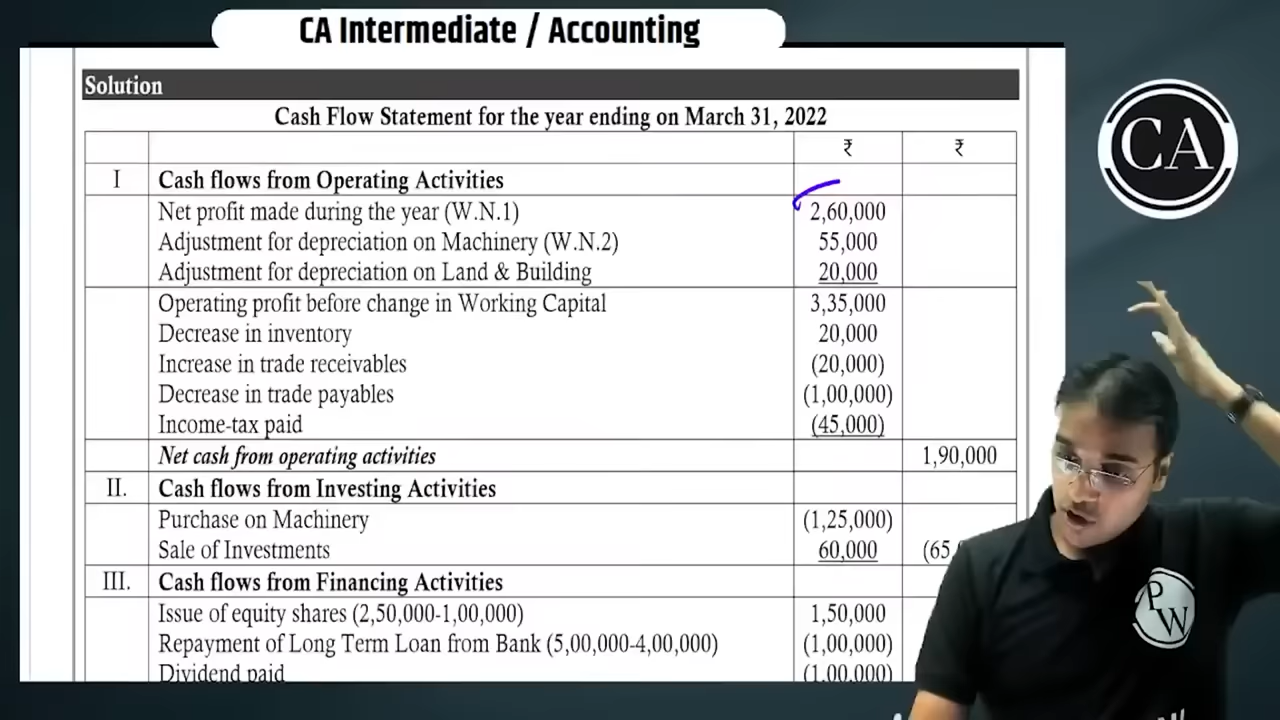 CA Intermediate / Accounting
Solution
Cash Flow Statement for the year ending on March 31, 2022
₹ ₹
I Cash flows from Operating Activities
Net profit made during the year (W.N.1) 2,60,000
Adjustment for depreciation on Machinery (W.N.2) 55,000
Adjustment for depreciation on Land & Building 20,000
Operating profit before change in Working Capital 3,35,000
Decrease in inventory 20,000
Increase in trade receivables (20,000)
Decrease in trade payables (1,00,000)
Income-tax paid (45,000)
Net cash from operating activities 1,90,000
II. Cash flows from Investing Activities
Purchase on Machinery (1,25,000)
Sale of Investments 60,000 (65,
III. Cash flows from Financing Activities
Issue of equity shares (2,50,000-1,00,000) 1,50,000
Repayment of Long Term Loan from Bank (5,00,000-4,00,000) (1,00,000)
Dividend paid (1,00,000)
CA
PW